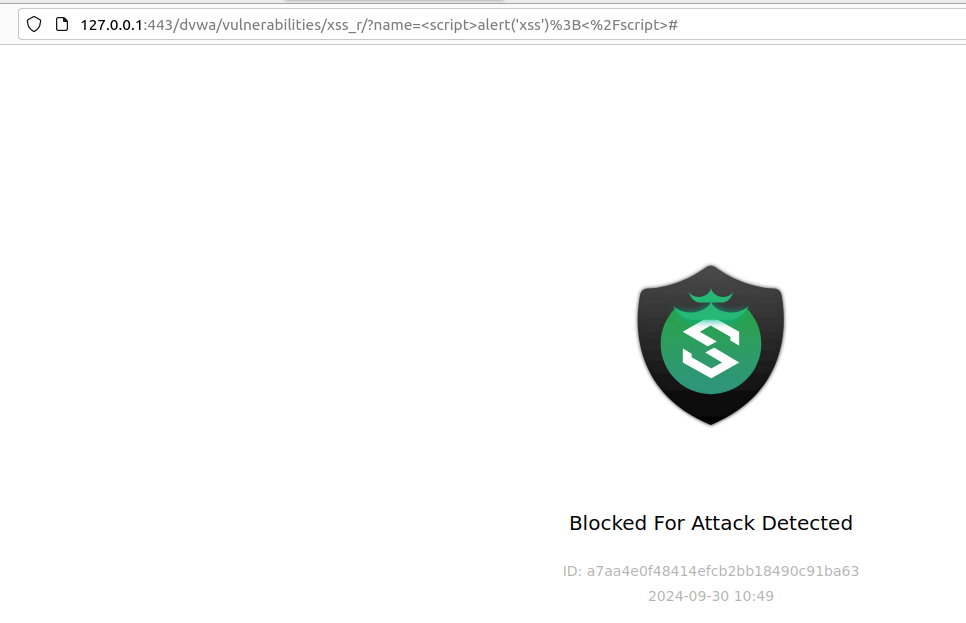 127.0.0.1:443/dvwa/vulnerabilities/xss_r/?name=<script>alert('xss')%3B<%2Fscript>#
Blocked For Attack Detected
ID: a7aa4e0f48414efcb2bb18490c91ba63
2024-09-30 10:49